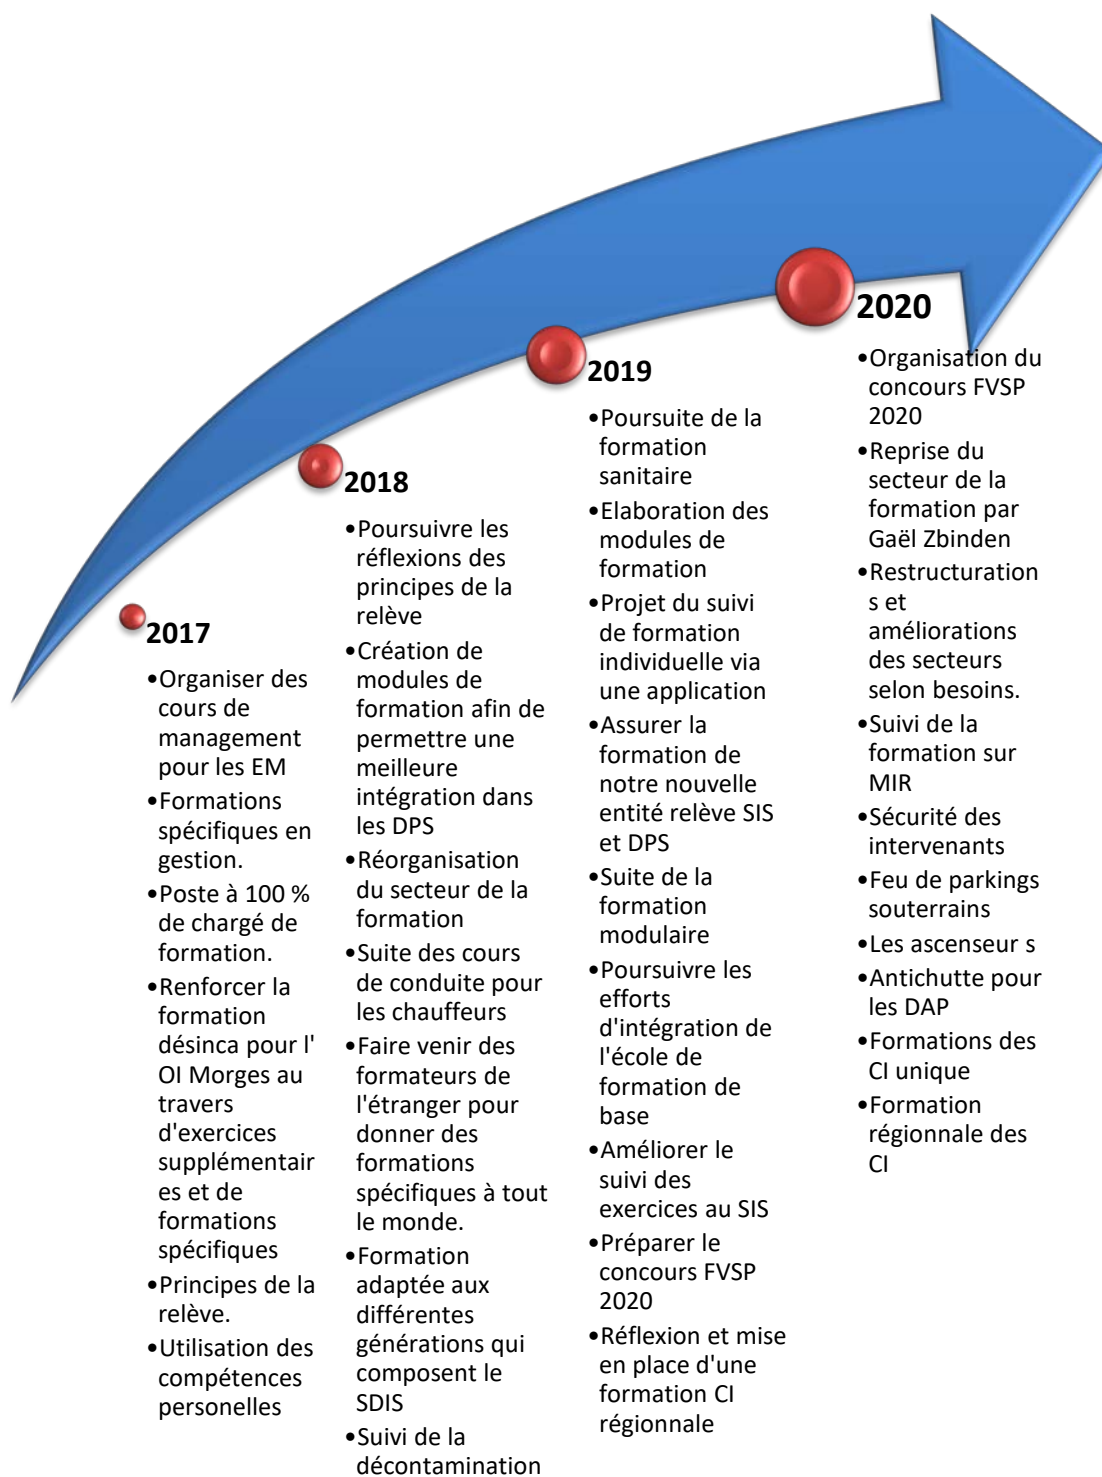 2017
•Organiser des
cours de
management
pour les EM
•Formations
spécifiques en
gestion.
•Poste à 100 %
de chargé de
formation.
•Renforcer la
formation
désinca pour l'
OI Morges au
travers
d'exercices
supplémentair
es et de
formations
spécifiques
•Principes de la
relève.
•Utilisation des
compétences
personelles
2018
•Poursuivre les
réflexions des
principes de la
relève
•Création de
modules de
formation afin de
permettre une
meilleure
intégration dans
les DPS
•Réorganisation
du secteur de la
formation
•Suite des cours
de conduite pour
les chauffeurs
•Faire venir des
formateurs de
l'étranger pour
donner des
formations
spécifiques à tout
le monde.
•Formation
adaptée aux
différentes
générations qui
composent le
SDIS
•Suivi de la
décontamination
2019
•Poursuite de la
formation
sanitaire
•Elaboration des
modules de
formation
•Projet du suivi
de formation
individuelle via
une application
•Assurer la
formation de
notre nouvelle
entité relève SIS
et DPS
•Suite de la
formation
modulaire
•Poursuivre les
efforts
d'intégration de
l'école de
formation de
base
•Améliorer le
suivi des
exercices au SIS
•Préparer le
concours FVSP
2020
•Réflexion et mise
en place d'une
formation CI
régionnale
2020
•Organisation du
concours FVSP
2020
•Reprise du
secteur de la
formation par
Gaël Zbinden
•Restructuration
s et
améliorations
des secteurs
selon besoins.
•Suivi de la
formation sur
MIR
•Sécurité des
intervenants
•Feu de parkings
souterrains
•Les ascenseur s
•Antichutte pour
les DAP
•Formations des
CI unique
•Formation
régionnale des
CI